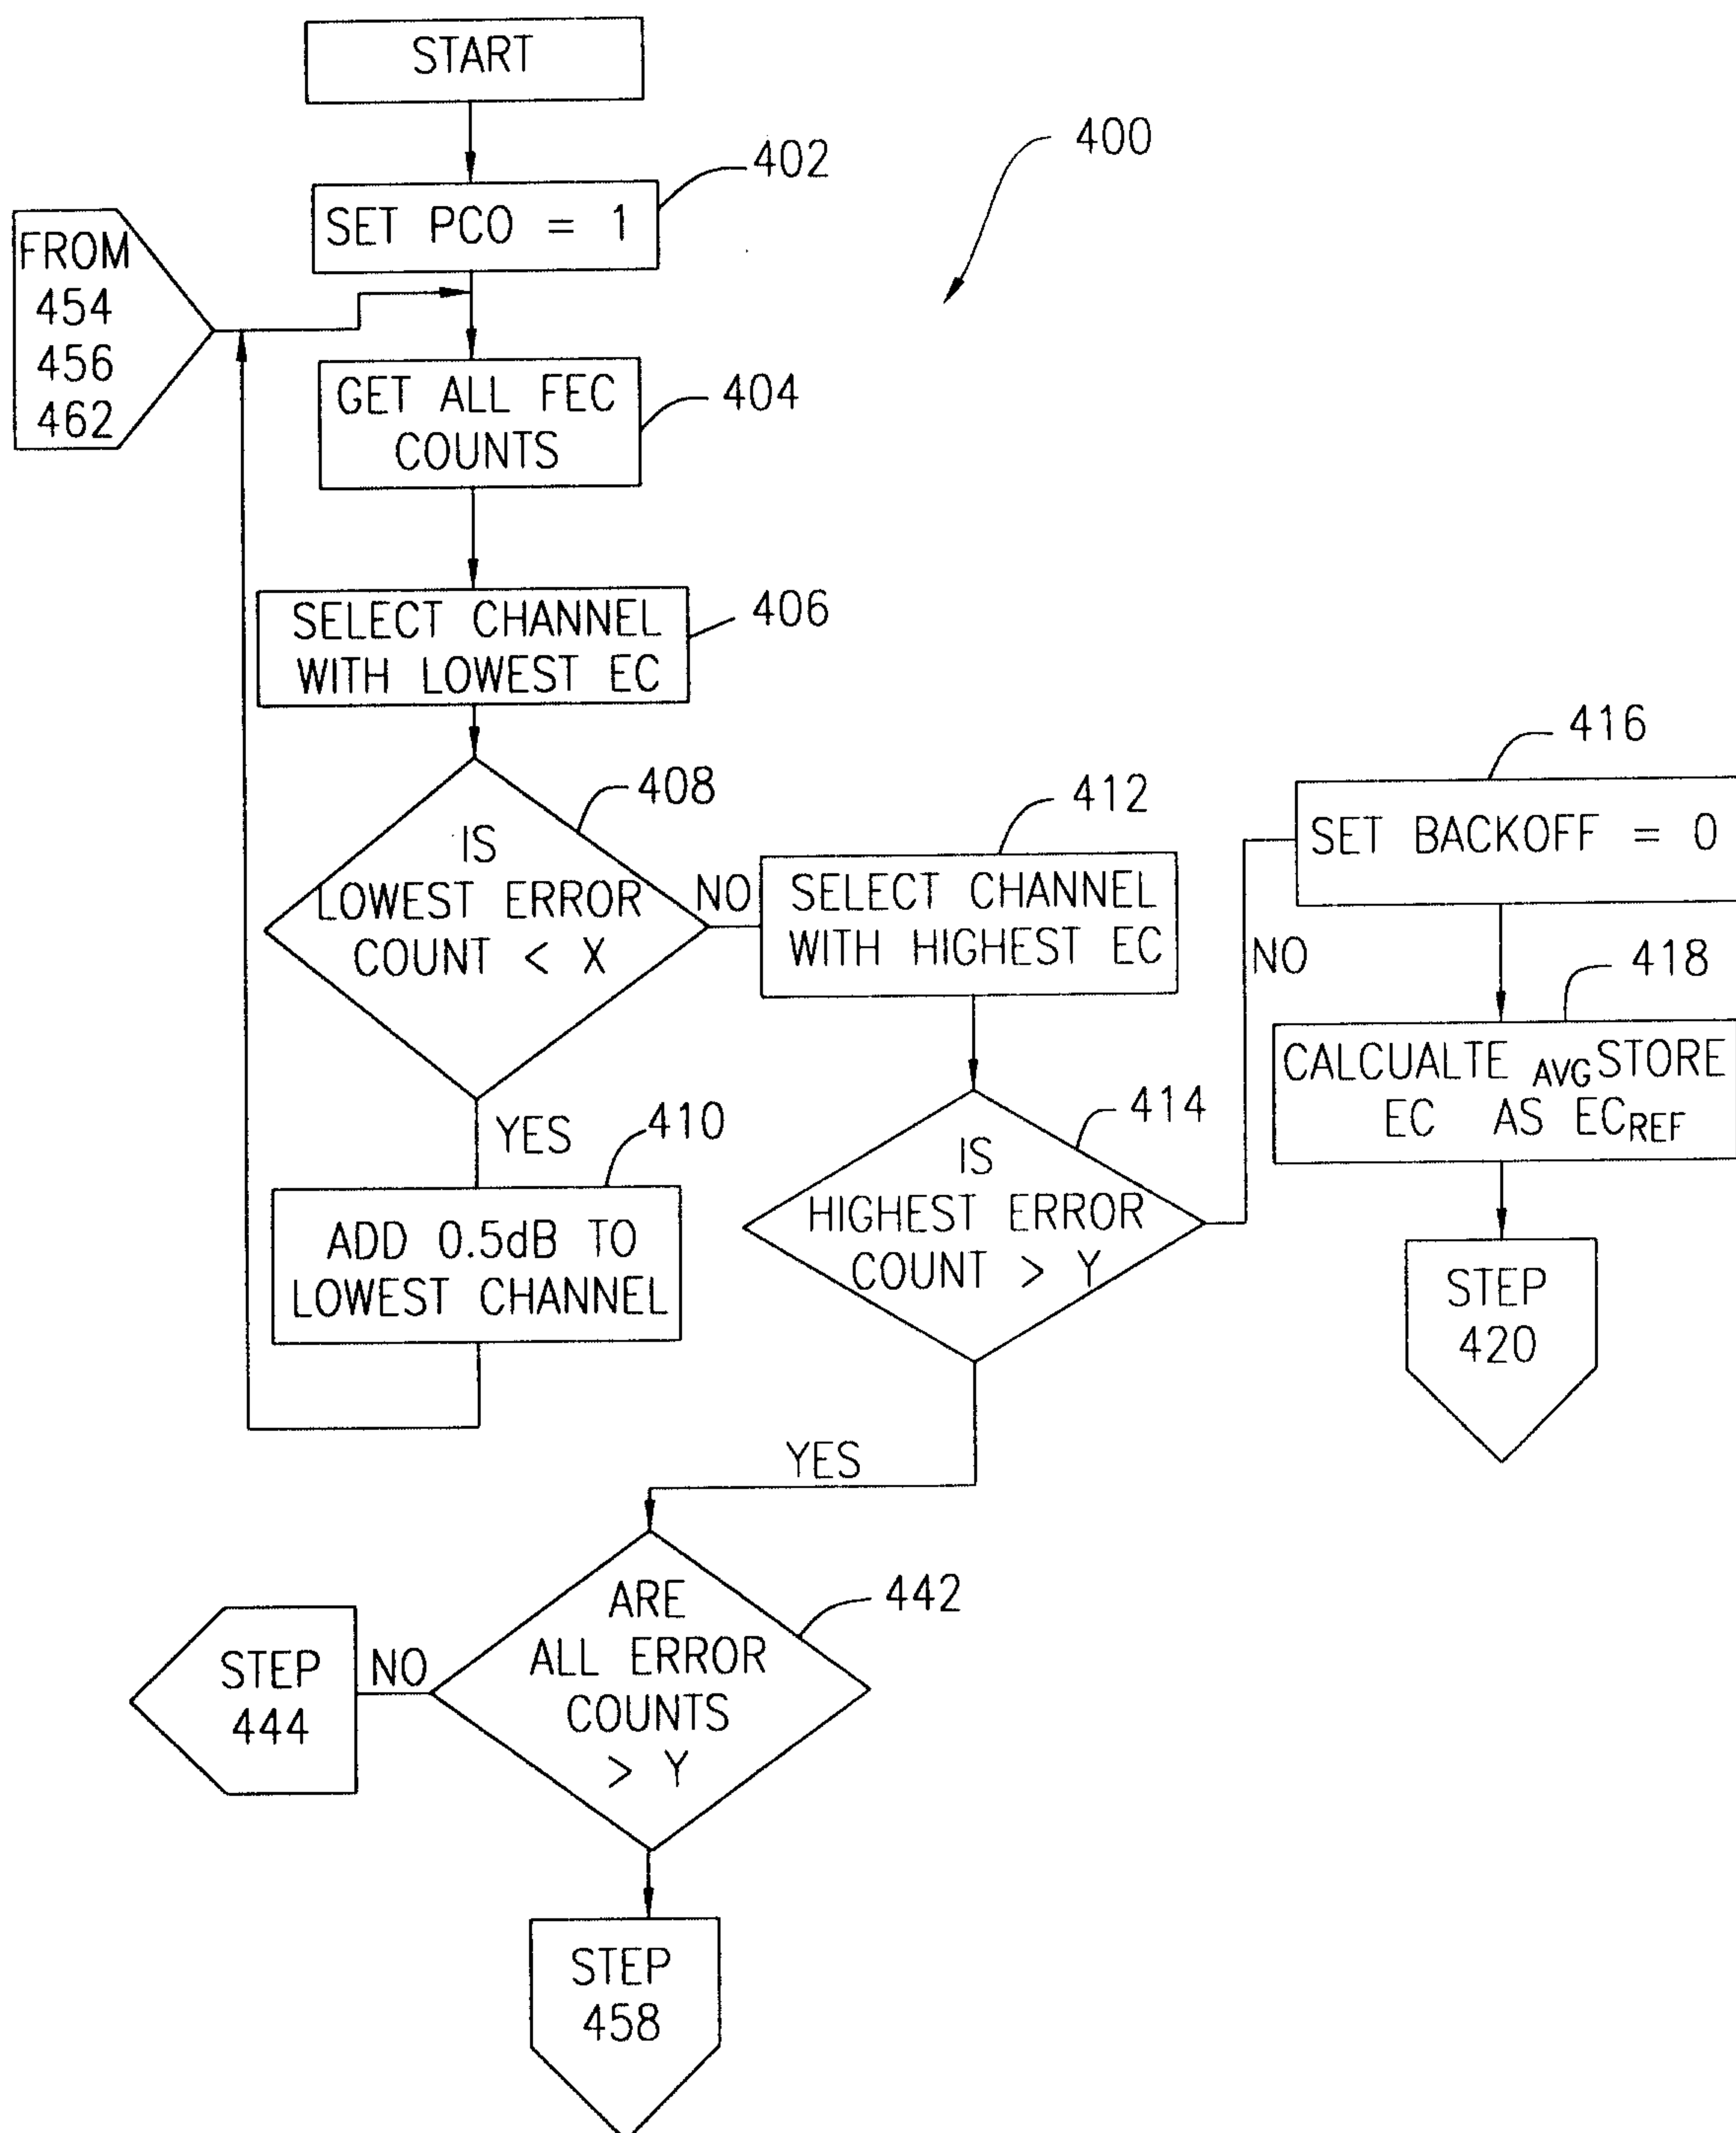 START
402
400
SET PCO = 1
FROM
454
456
462
GET ALL FEC
COUNTS
404
SELECT CHANNEL
WITH LOWEST EC
406
IS
LOWEST ERROR
COUNT < X
408
NO
YES
410
ADD 0.5dB TO
LOWEST CHANNEL
412
SELECT CHANNEL
WITH HIGHEST EC
416
SET BACKOFF = 0
NO
418
CALCUALTE AVG STORE
EC AS ECREF
414
IS
HIGHEST ERROR
COUNT > Y
STEP
420
YES
442
ARE
ALL ERROR
COUNTS
> Y
NO
STEP
444
STEP
458